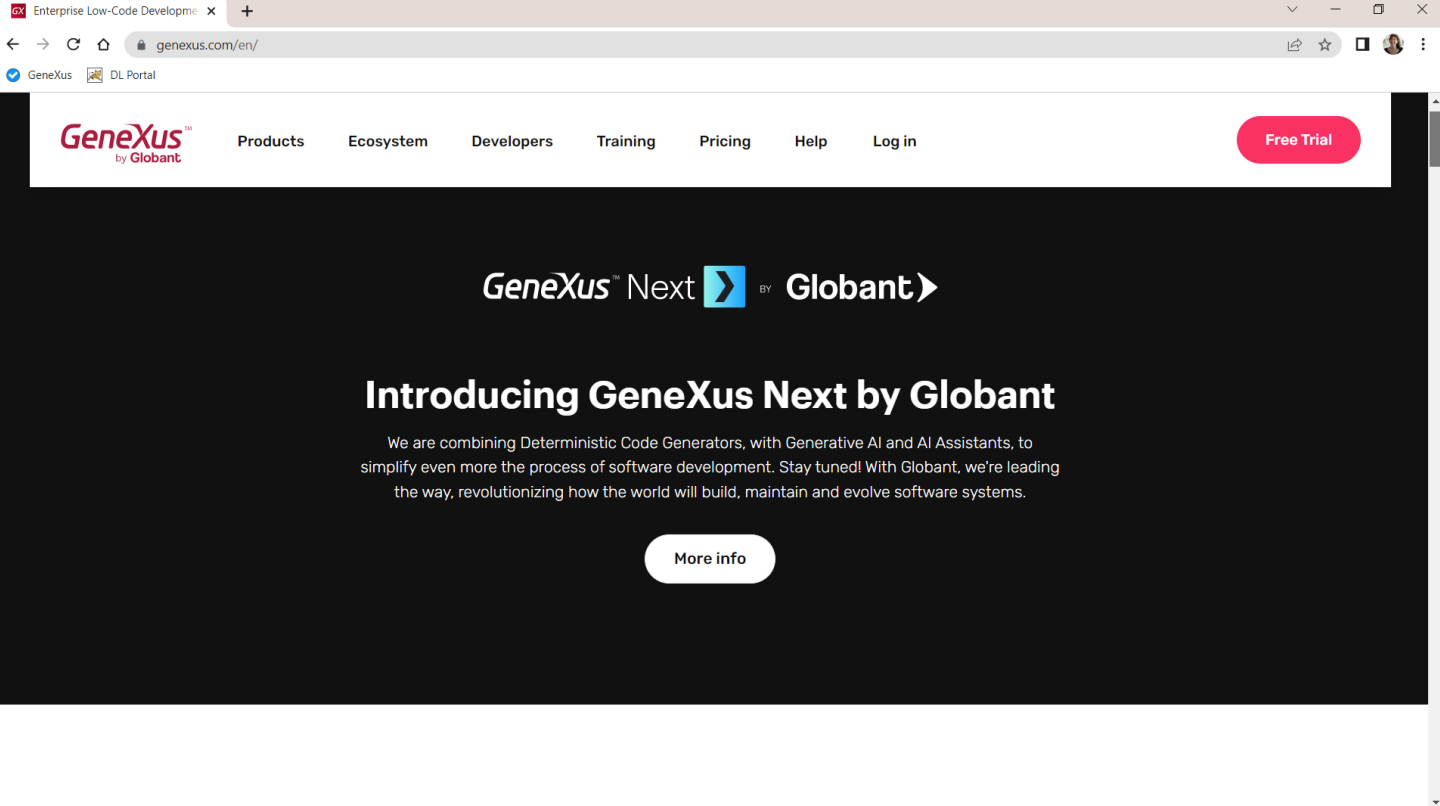 GX Enterprise Low-Code Developme
genexus.com/en/
GeneXus DL Portal
GeneXus™
by Globant
Products Ecosystem Developers Training Pricing Help Log in Free Trial
GeneXus™ Next BY Globant
Introducing GeneXus Next by Globant
We are combining Deterministic Code Generators, with Generative AI and AI Assistants, to
simplify even more the process of software development. Stay tuned! With Globant, we're leading
the way, revolutionizing how the world will build, maintain and evolve software systems.
More info